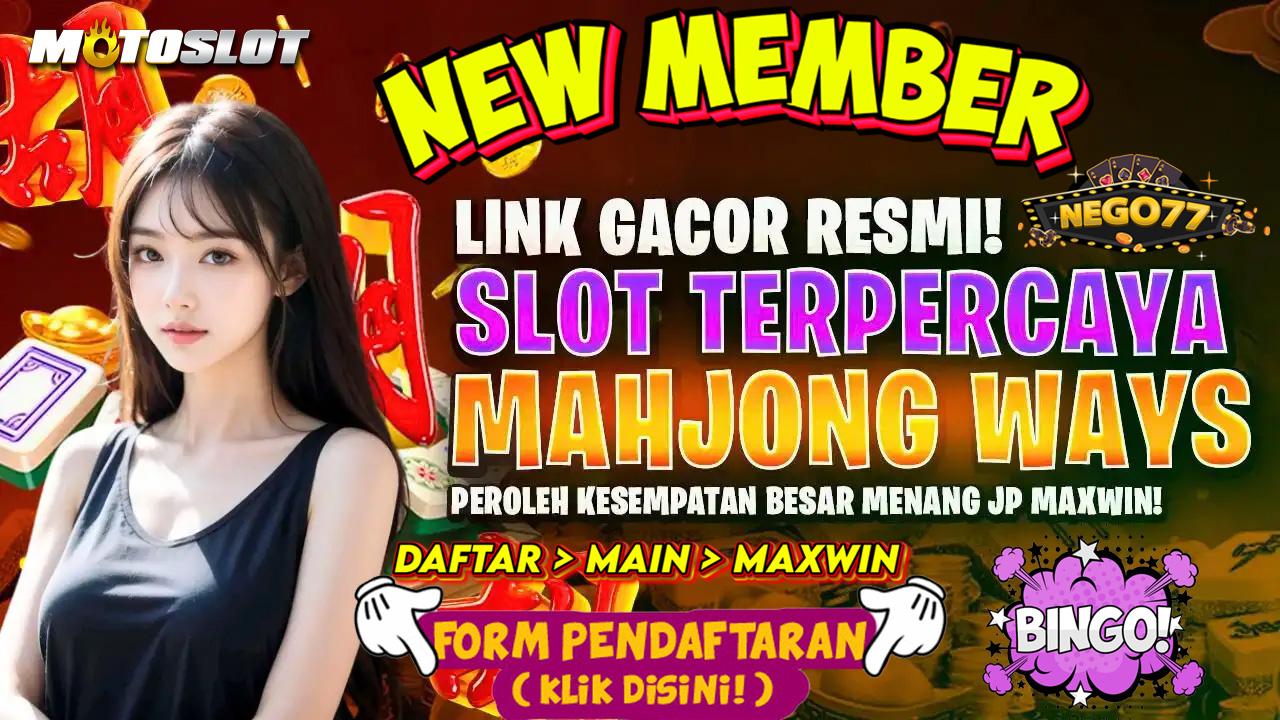 MOTOSLOT
NEW MEMBER
LINK GACOR RESMI!
NEGO77
SLOT TERPERCAYA
MAHJONG WAYS
PEROLEH KESEMPATAN BESAR MENANG JP MAXWIN!
DAFTAR > MAIN > MAXWIN
FORM PENDAFTARAN
( KLIK DISINI! )
BINGO!